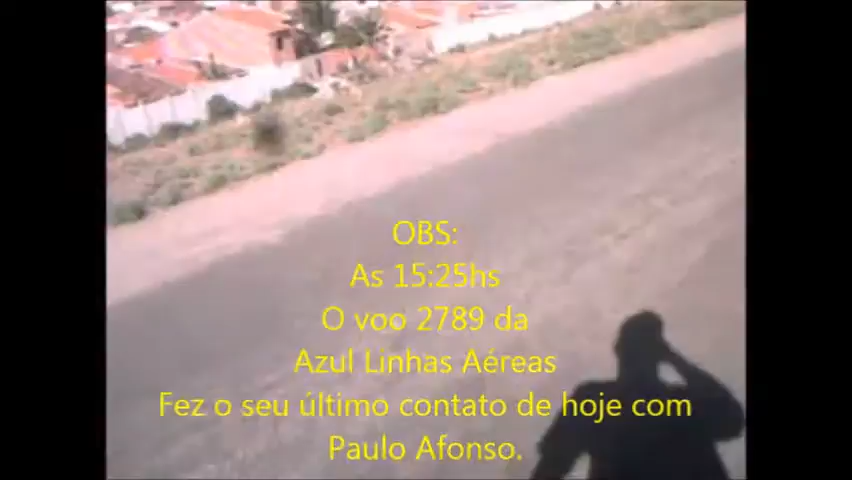 OBS:
As 15:25hs
O voo 2789 da
Azul Linhas Aéreas
Fez o seu último contato de hoje com
Paulo Afonso.